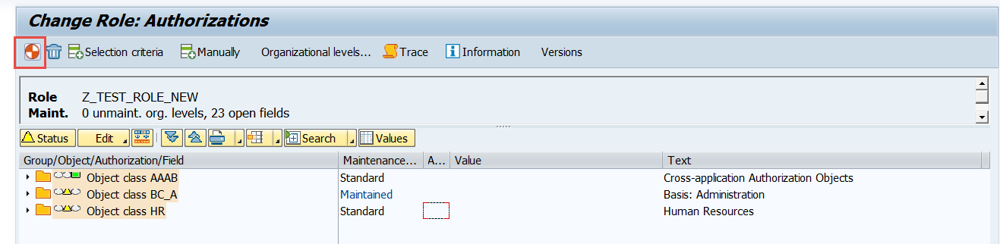 Change Role: Authorizations
Selection criteria Manually Organizational levels... Trace Information Versions
Role Z_TEST_ROLE_NEW
Maint. 0 unmaint. org. levels, 23 open fields
Status Edit Search Values
Group/Object/Authorization/Field Maintenance... A... Value Text
Object class AAAB Standard Cross-application Authorization Objects
Object class BC_A Maintained Basis: Administration
Object class HR Standard Human Resources